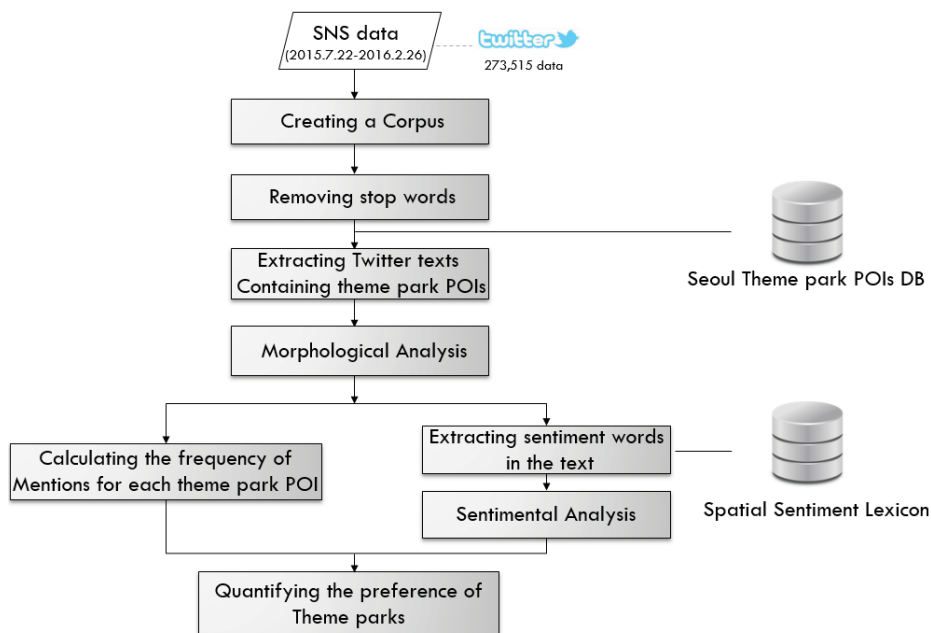 SNS data
(2015.7.22-2016.2.26)
twitter
273,515 data
Creating a Corpus
Removing stop words
Extracting Twitter texts
Containing theme park POIs
Seoul Theme park POIs DB
Morphological Analysis
Calculating the frequency of
Mentions for each theme park POI
Extracting sentiment words
in the text
Sentimental Analysis
Spatial Sentiment Lexicon
Quantifying the preference of
Theme parks